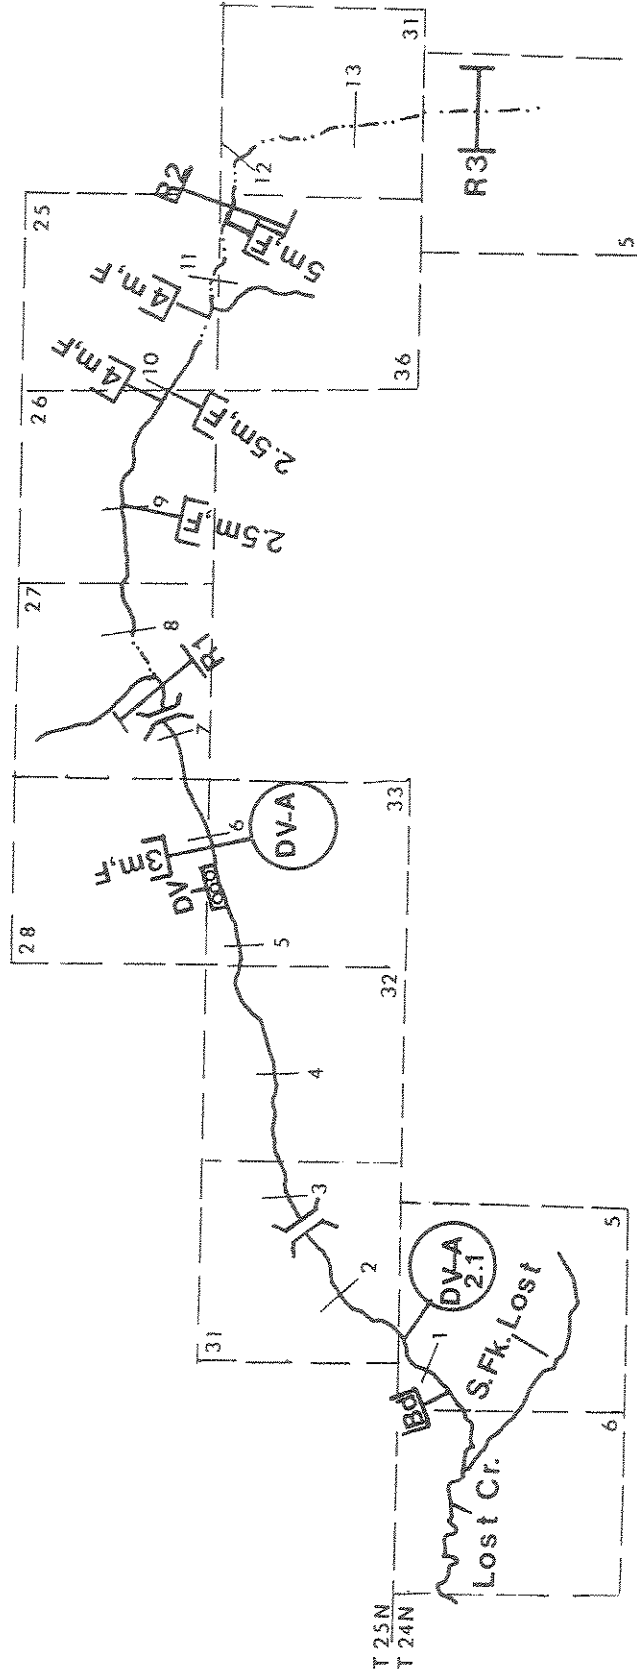 T 25N
T 24N
Lost Cr.
6
S.Fk. Lost
5
Bd
1
DV-A
2.1
31
2
3
4
32
5
28
DV
3m,F
6
DV-A
33
7
R1
27
8
9
2.5m,F
26
10
4m,F
2.5m,F
4m,F
11
25
36
R2
5m,F
12
31
13
R3
5